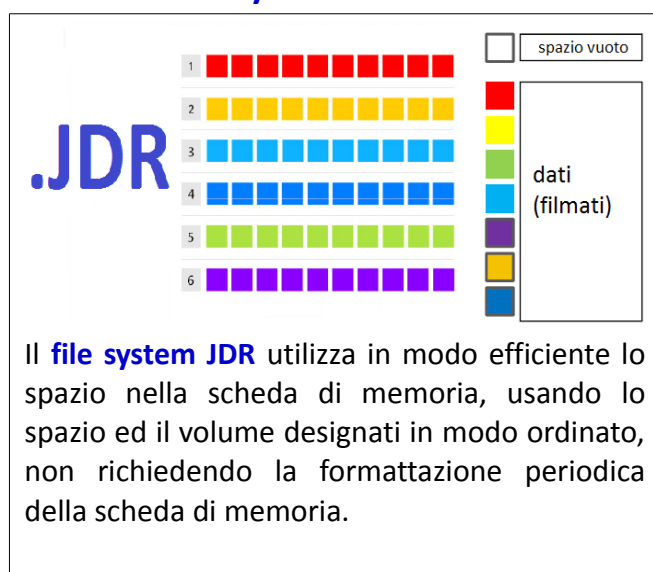 spazio vuoto
1
2
.JDR
3
4
5
6
dati
(filmati)
Il file system JDR utilizza in modo efficiente lo
spazio nella scheda di memoria, usando lo
spazio ed il volume designati in modo ordinato,
non richiedendo la formattazione periodica
della scheda di memoria.